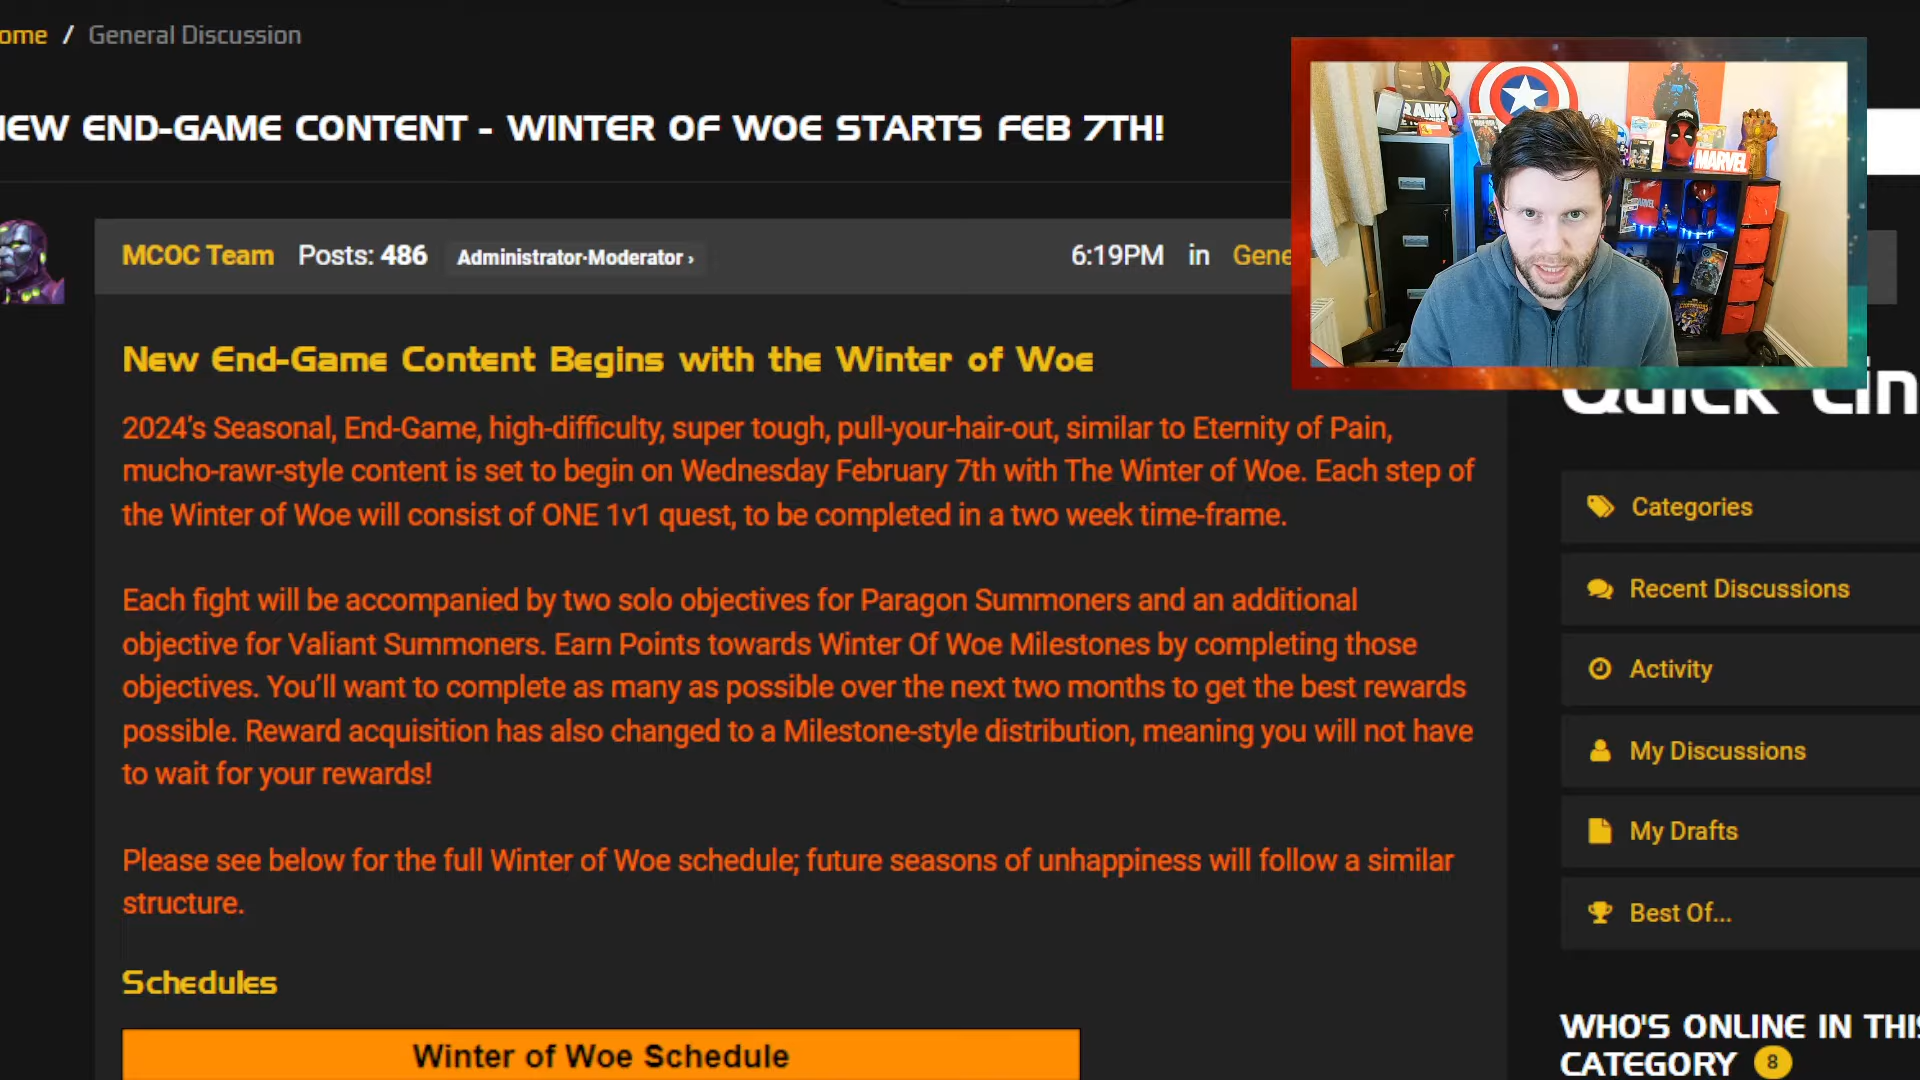 ome / General Discussion
EW END-GAME CONTENT - WINTER OF WOE STARTS FEB 7TH!
MCOC Team Posts: 486 Administrator·Moderator › 6:19PM in Gene
New End-Game Content Begins with the Winter of Woe
2024's Seasonal, End-Game, high-difficulty, super tough, pull-your-hair-out, similar to Eternity of Pain,
mucho-rawr-style content is set to begin on Wednesday February 7th with The Winter of Woe. Each step of
the Winter of Woe will consist of ONE 1v1 quest, to be completed in a two week time-frame.
Each fight will be accompanied by two solo objectives for Paragon Summoners and an additional
objective for Valiant Summoners. Earn Points towards Winter Of Woe Milestones by completing those
objectives. You'll want to complete as many as possible over the next two months to get the best rewards
possible. Reward acquisition has also changed to a Milestone-style distribution, meaning you will not have
to wait for your rewards!
Please see below for the full Winter of Woe schedule; future seasons of unhappiness will follow a similar
structure.
Schedules
Winter of Woe Schedule
RANK
MARVEL
Quick Lin
Categories
Recent Discussions
Activity
My Discussions
My Drafts
Best Of...
WHO'S ONLINE IN THIS
CATEGORY 8